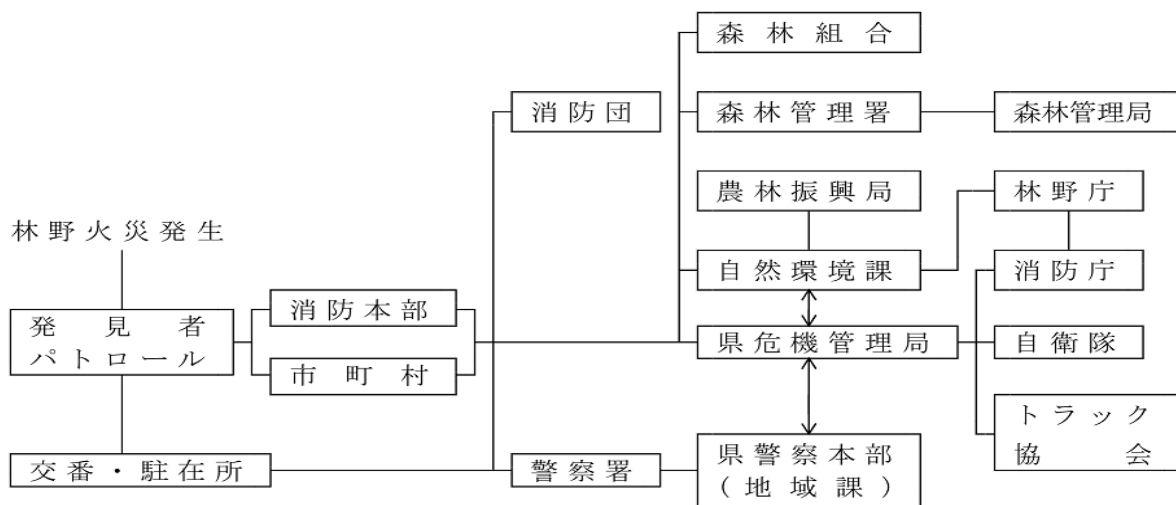 森林組合
消防団
森林管理署
森林管理局
農林振興局
林野庁
林野火災発生
自然環境課
消防庁
消防本部
発見者
パトロール
県危機管理局
自衛隊
市町村
トラック
協会
交番・駐在所
警察署
県警察本部
(地域課)